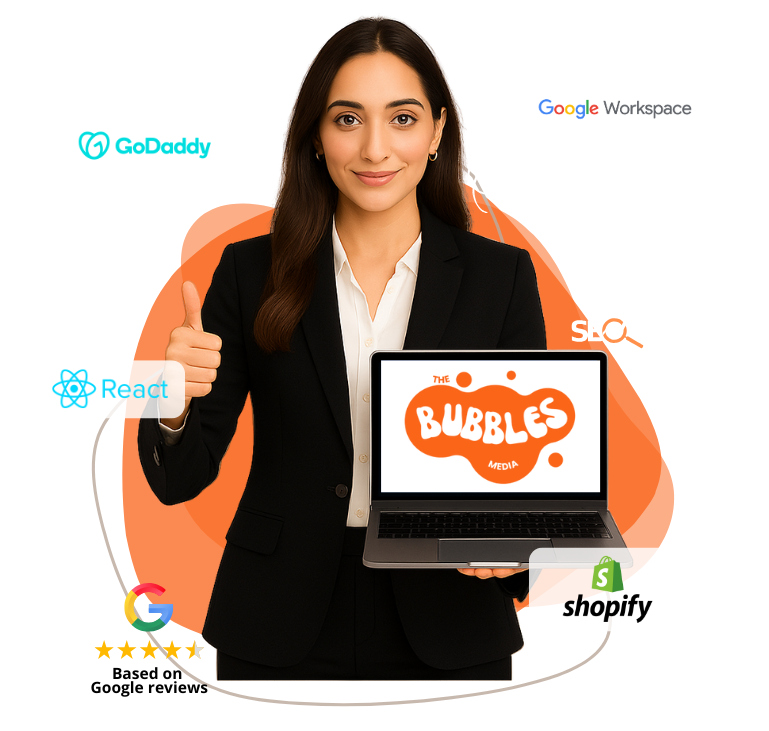 Google Workspace
GoDaddy
SEO
React
THE
BUBBLES
MEDIA
shopify
Based on
Google reviews